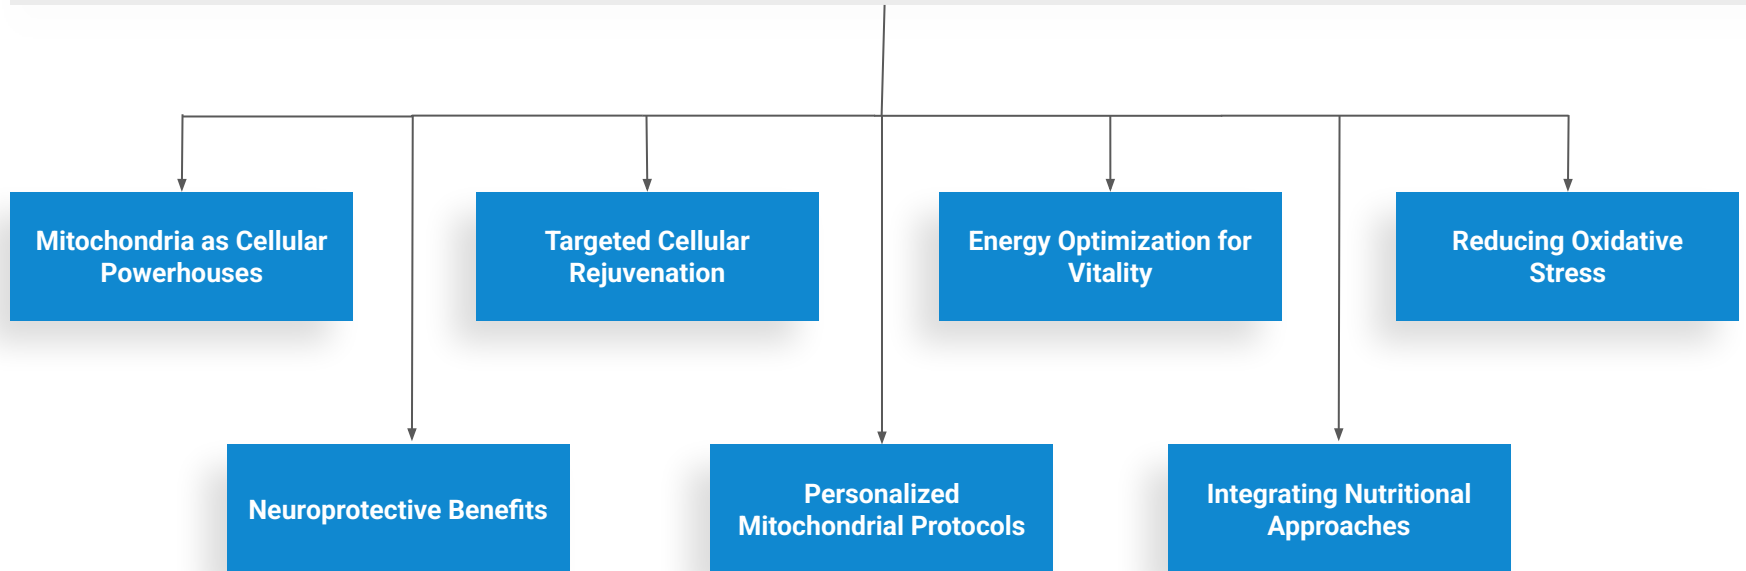 Mitochondria as Cellular
Powerhouses
Targeted Cellular
Rejuvenation
Energy Optimization for
Vitality
Reducing Oxidative
Stress
Neuroprotective Benefits
Personalized
Mitochondrial Protocols
Integrating Nutritional
Approaches